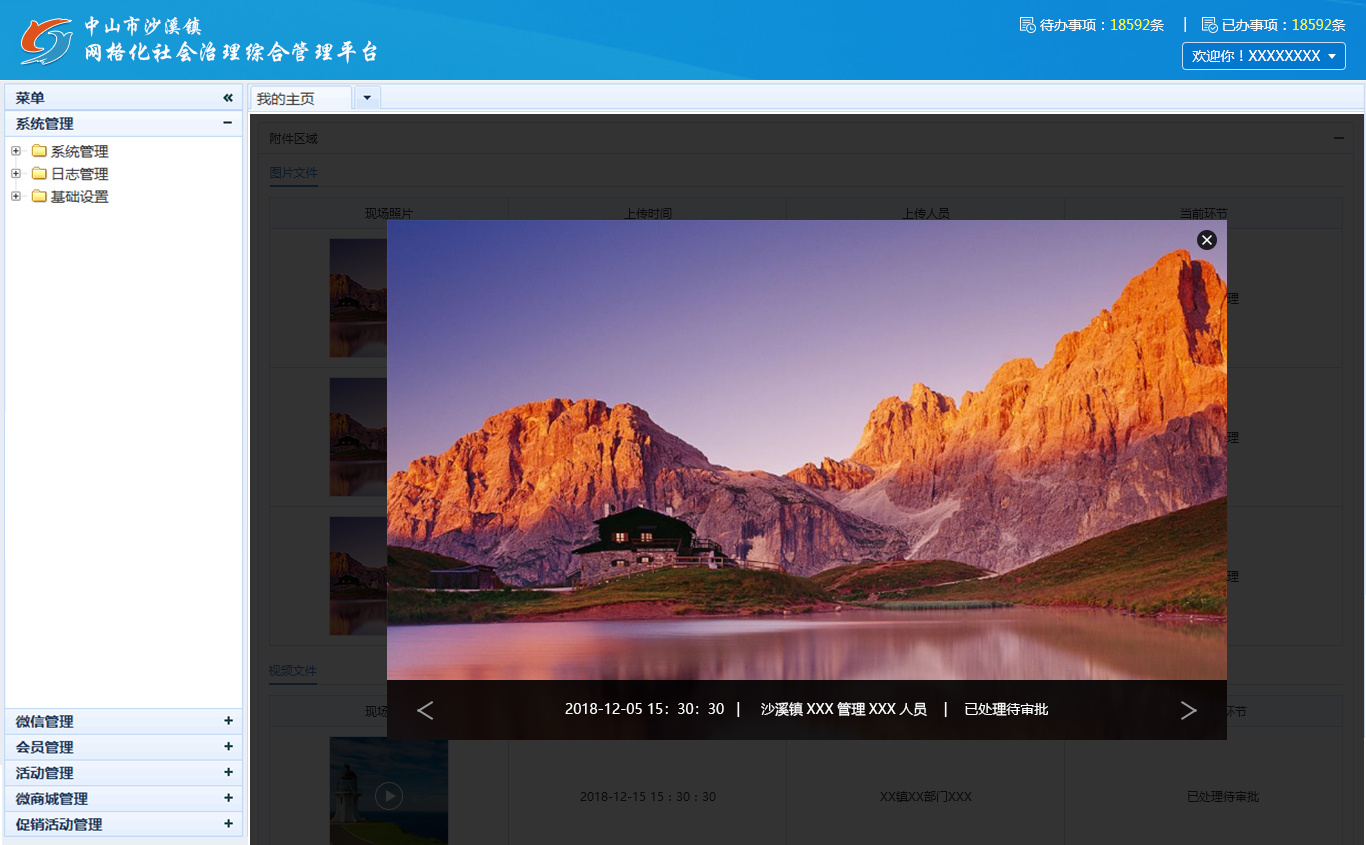 中山市沙溪镇
网格化社会治理综合管理平台
待办事项：18592条 | 已办事项：18592条
欢迎你！XXXXXXXX
菜单
我的主页
系统管理
系统管理
日志管理
基础设置
微信管理
会员管理
活动管理
微商城管理
促销活动管理
附件区域
图片文件
现场照片 上传时间 上传人员 当前环节
理
理
理
2018-12-05 15：30：30 | 沙溪镇 XXX 管理 XXX 人员 | 已处理待审批
视频文件
现场 环节
2018-12-15 15：30：30 XX镇XX部门XXX 已处理待审批